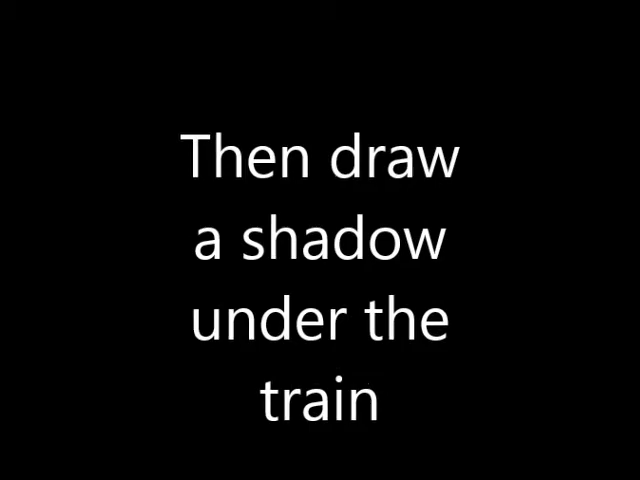 Then draw
a shadow
under the
train